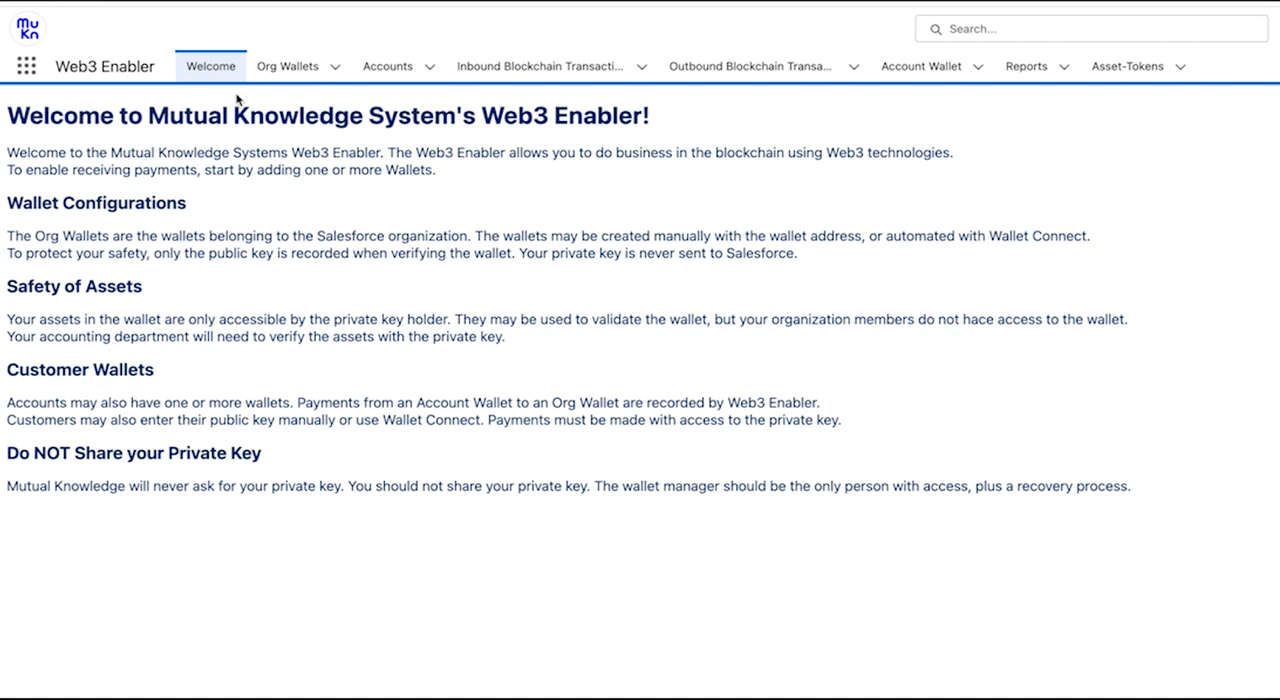 Mu
Kn
Search...
Web3 Enabler
Welcome
Org Wallets
Accounts
Inbound Blockchain Transacti...
Outbound Blockchain Transa...
Account Wallet
Reports
Asset-Tokens
Welcome to Mutual Knowledge System's Web3 Enabler!
Welcome to the Mutual Knowledge Systems Web3 Enabler. The Web3 Enabler allows you to do business in the blockchain using Web3 technologies.
To enable receiving payments, start by adding one or more Wallets.
Wallet Configurations
The Org Wallets are the wallets belonging to the Salesforce organization. The wallets may be created manually with the wallet address, or automated with Wallet Connect.
To protect your safety, only the public key is recorded when verifying the wallet. Your private key is never sent to Salesforce.
Safety of Assets
Your assets in the wallet are only accessible by the private key holder. They may be used to validate the wallet, but your organization members do not hace access to the wallet.
Your accounting department will need to verify the assets with the private key.
Customer Wallets
Accounts may also have one or more wallets. Payments from an Account Wallet to an Org Wallet are recorded by Web3 Enabler.
Customers may also enter their public key manually or use Wallet Connect. Payments must be made with access to the private key.
Do NOT Share your Private Key
Mutual Knowledge will never ask for your private key. You should not share your private key. The wallet manager should be the only person with access, plus a recovery process.